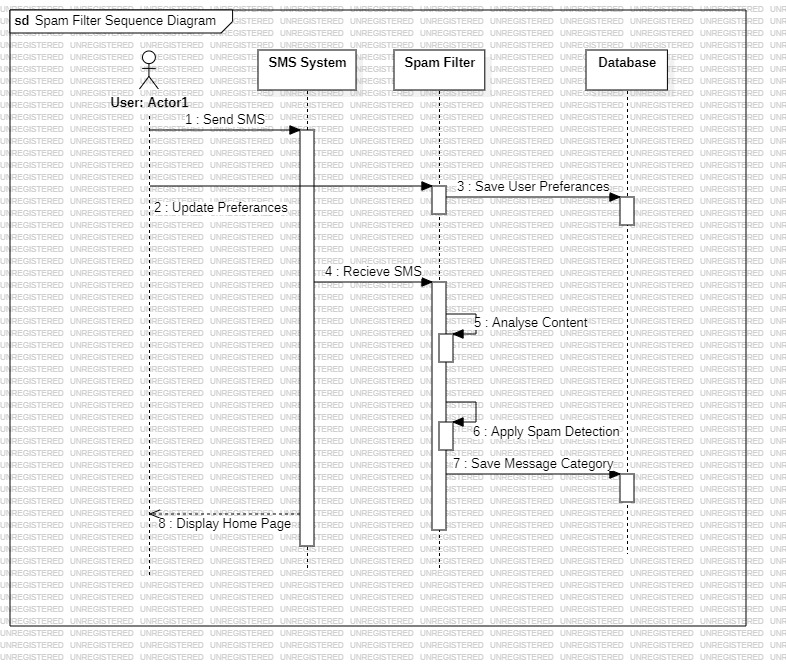 sd Spam Filter Sequence Diagram
SMS System
Spam Filter
Database
User: Actor1
1 : Send SMS
3 : Save User Preferances
2 : Update Preferances
4 : Recieve SMS
5 : Analyse Content
6 : Apply Spam Detection
7 : Save Message Category
8 : Display Home Page
UNREGISTERED